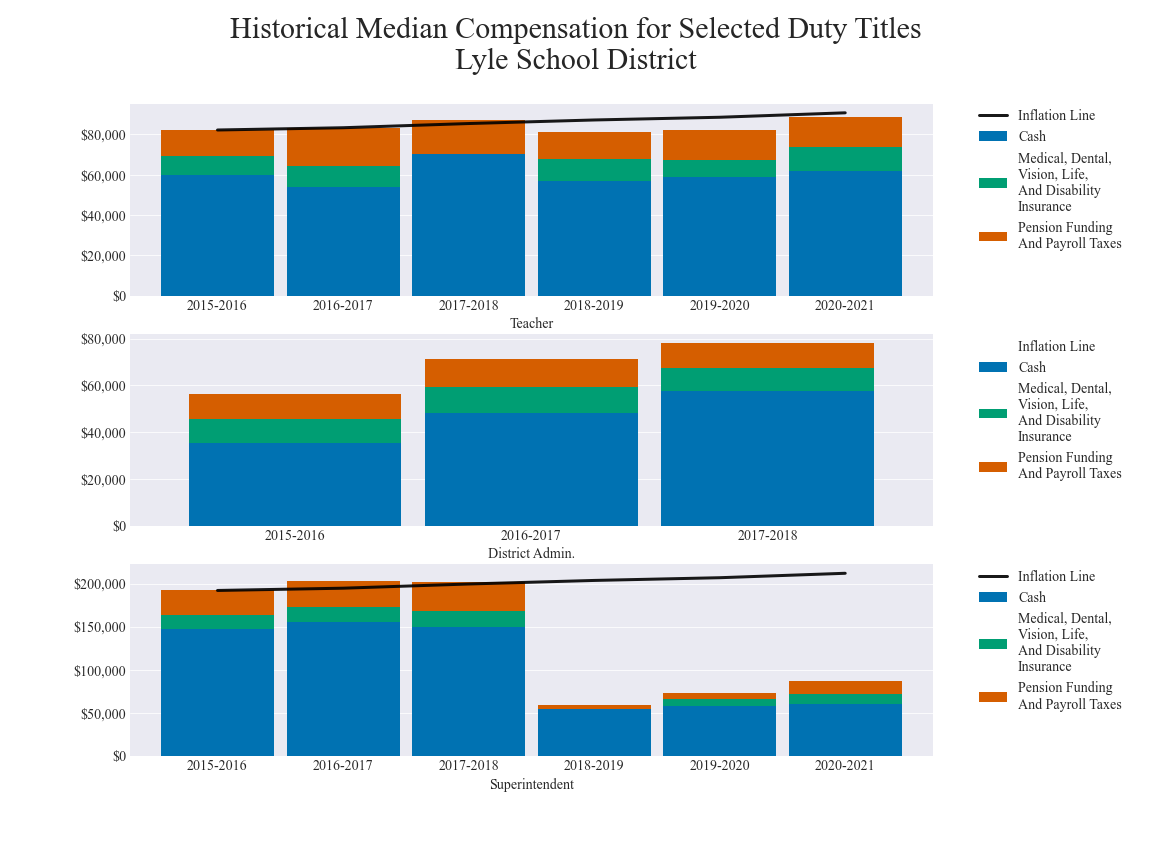 Historical Median Compensation for Selected Duty Titles
Lyle School District
$80,000
$60,000
$40,000
$20,000
$0
2015-2016
2016-2017
2017-2018
2018-2019
2019-2020
2020-2021
Teacher
Inflation Line
Cash
Medical, Dental,
Vision, Life,
And Disability
Insurance
Pension Funding
And Payroll Taxes
$80,000
$60,000
$40,000
$20,000
$0
2015-2016
2016-2017
2017-2018
District Admin.
Inflation Line
Cash
Medical, Dental,
Vision, Life,
And Disability
Insurance
Pension Funding
And Payroll Taxes
$200,000
$150,000
$100,000
$50,000
$0
2015-2016
2016-2017
2017-2018
2018-2019
2019-2020
2020-2021
Superintendent
Inflation Line
Cash
Medical, Dental,
Vision, Life,
And Disability
Insurance
Pension Funding
And Payroll Taxes